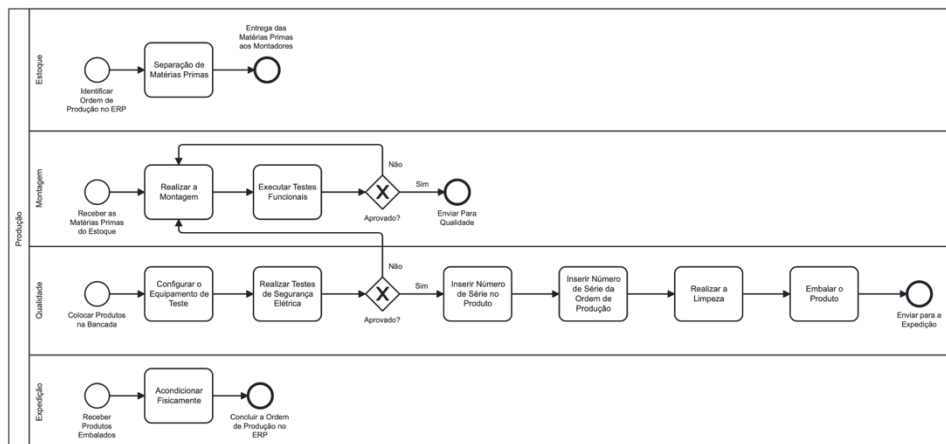 Produção
Estoque
Identificar
Ordem de
Produção no ERP
Separação de
Matérias Primas
Entrega das
Matérias Primas
aos Montadores
Montagem
Receber as
Matérias Primas
do Estoque
Realizar a
Montagem
Executar Testes
Funcionais
Não
Aprovado?
Sim
Enviar Para
Qualidade
Qualidade
Colocar Produtos
na Bancada
Configurar o
Equipamento de
Teste
Realizar Testes
de Segurança
Elétrica
Não
Aprovado?
Sim
Inserir Número
de Série no
Produto
Inserir Número
de Série da
Ordem de
Produção
Realizar a
Limpeza
Embalar o
Produto
Enviar para a
Expedição
Expedição
Receber
Produtos
Embalados
Acondicionar
Fisicamente
Concluir a Ordem
de Produção no
ERP